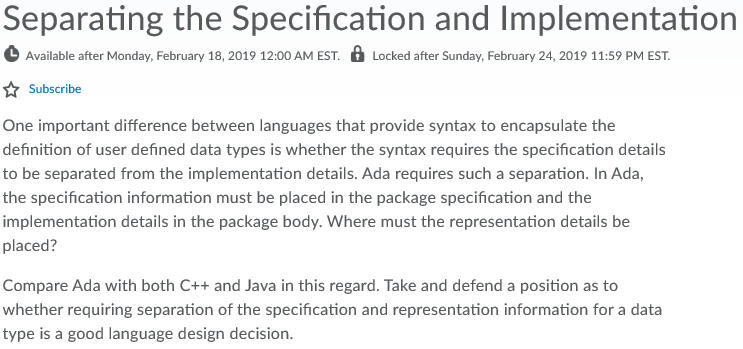 Separating the Specification and Implementation
Available after Monday, February 18, 2019 12:00 AM EST. Locked after Sunday, February 24, 2019 11:59 PM EST.
Subscribe
One important difference between languages that provide syntax to encapsulate the
definition of user defined data types is whether the syntax requires the specification details
to be separated from the implementation details. Ada requires such a separation. In Ada,
the specification information must be placed in the package specification and the
implementation details in the package body. Where must the representation details be
placed?
Compare Ada with both C++ and Java in this regard. Take and defend a position as to
whether requiring separation of the specification and representation information for a data
type is a good language design decision.